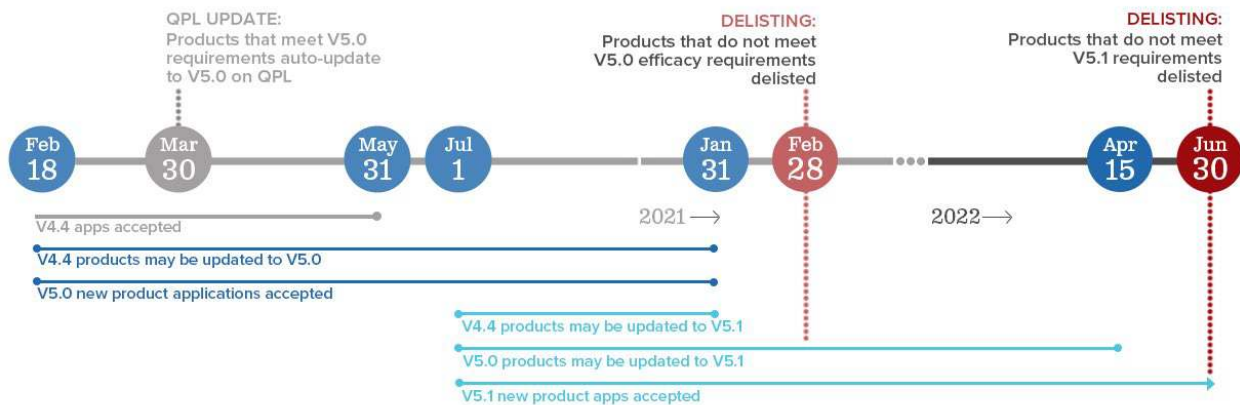 QPL UPDATE:
Products that meet V5.0
requirements auto-update
to V5.0 on QPL
DELISTING:
Products that do not meet
V5.0 efficacy requirements
delisted
DELISTING:
Products that do not meet
V5.1 requirements
delisted
Feb
18
Mar
30
May
31
Jul
1
Jan
31
Feb
28
Apr
15
Jun
30
2021
2022
V4.4 apps accepted
V4.4 products may be updated to V5.0
V5.0 new product applications accepted
V4.4 products may be updated to V5.1
V5.0 products may be updated to V5.1
V5.1 new product apps accepted